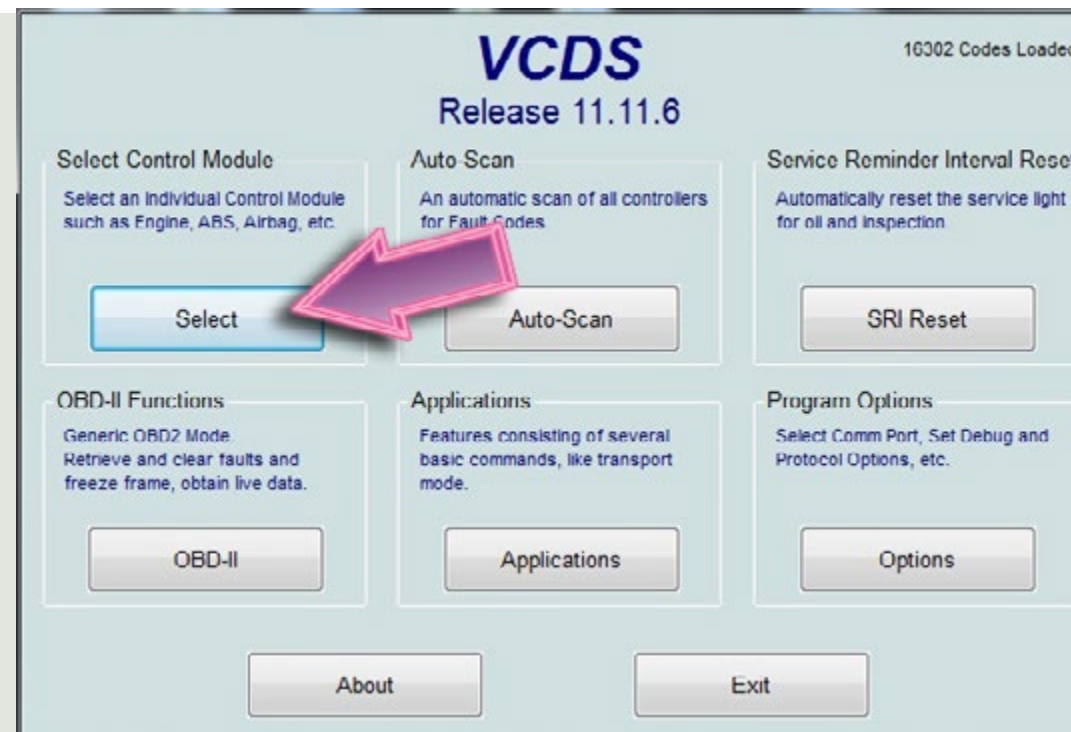 VCDS
Release 11.11.6
16302 Codes Loaded
Select Control Module
Select an Individual Control Module
such as Engine, ABS, Airbag, etc.
Select
Auto-Scan
An automatic scan of all controllers
for Fault Codes.
Auto-Scan
Service Reminder Interval Reset
Automatically reset the service light
for oil and inspection.
SRI Reset
OBD-II Functions
Generic OBD2 Mode.
Retrieve and clear faults and
freeze frame, obtain live data.
OBD-II
Applications
Features consisting of several
basic commands, like transport
mode.
Applications
Program Options
Select Comm Port, Set Debug and
Protocol Options, etc.
Options
About
Exit